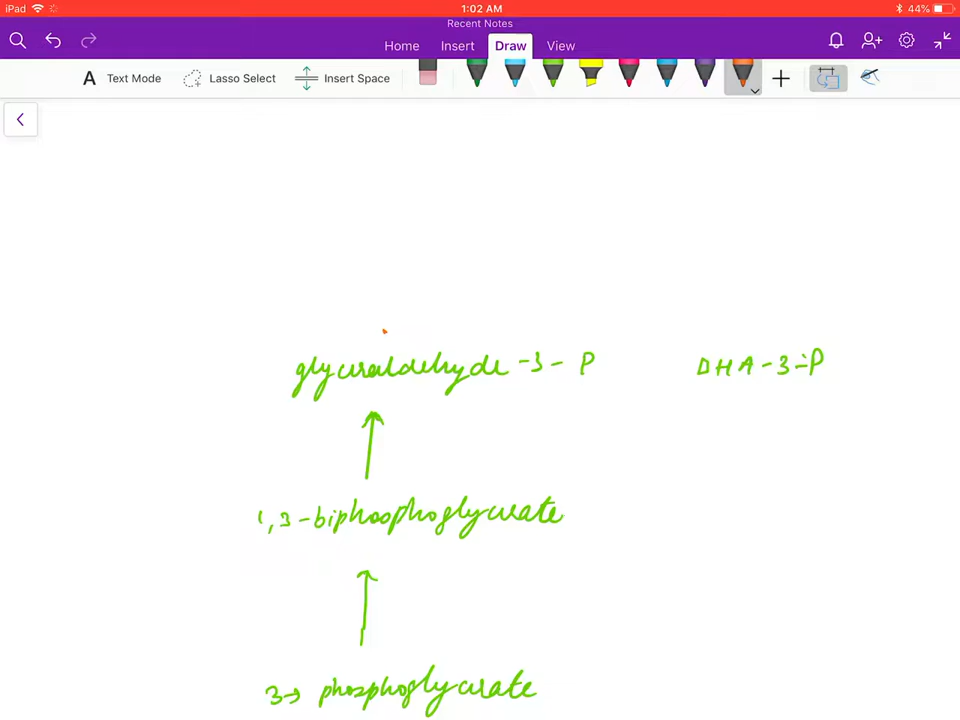 iPad 1:02 AM 44%
Recent Notes
Home Insert Draw View
A Text Mode Lasso Select Insert Space
glyceraldehyde-3-P DHA-3-P
1,3-biphosphoglycerate
3→ phosphoglycerate